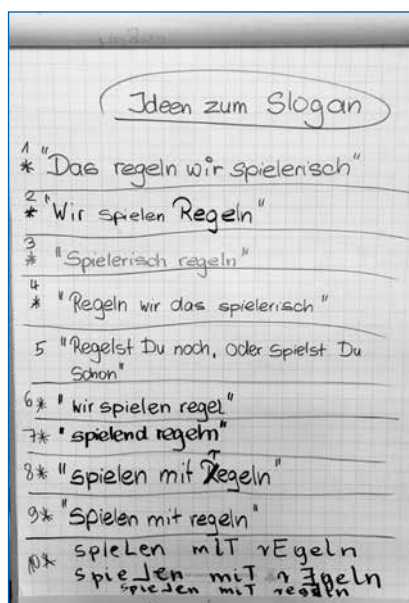 Ideen zum Slogan
1 * "Das regeln wir spielerisch"
2 * "Wir spielen Regeln"
3 * "Spielerisch regeln"
4 * "Regeln wir das spielerisch"
5 "Regelst Du noch, oder spielst Du
schon"
6* "wir spielen regel"
7* "spielend regeln"
8* "spielen mit regeln"
9* "spielen mit regeln"
10* spieLen miT rEgeln
spieLen miT rEgeln
spieLen miT regeln